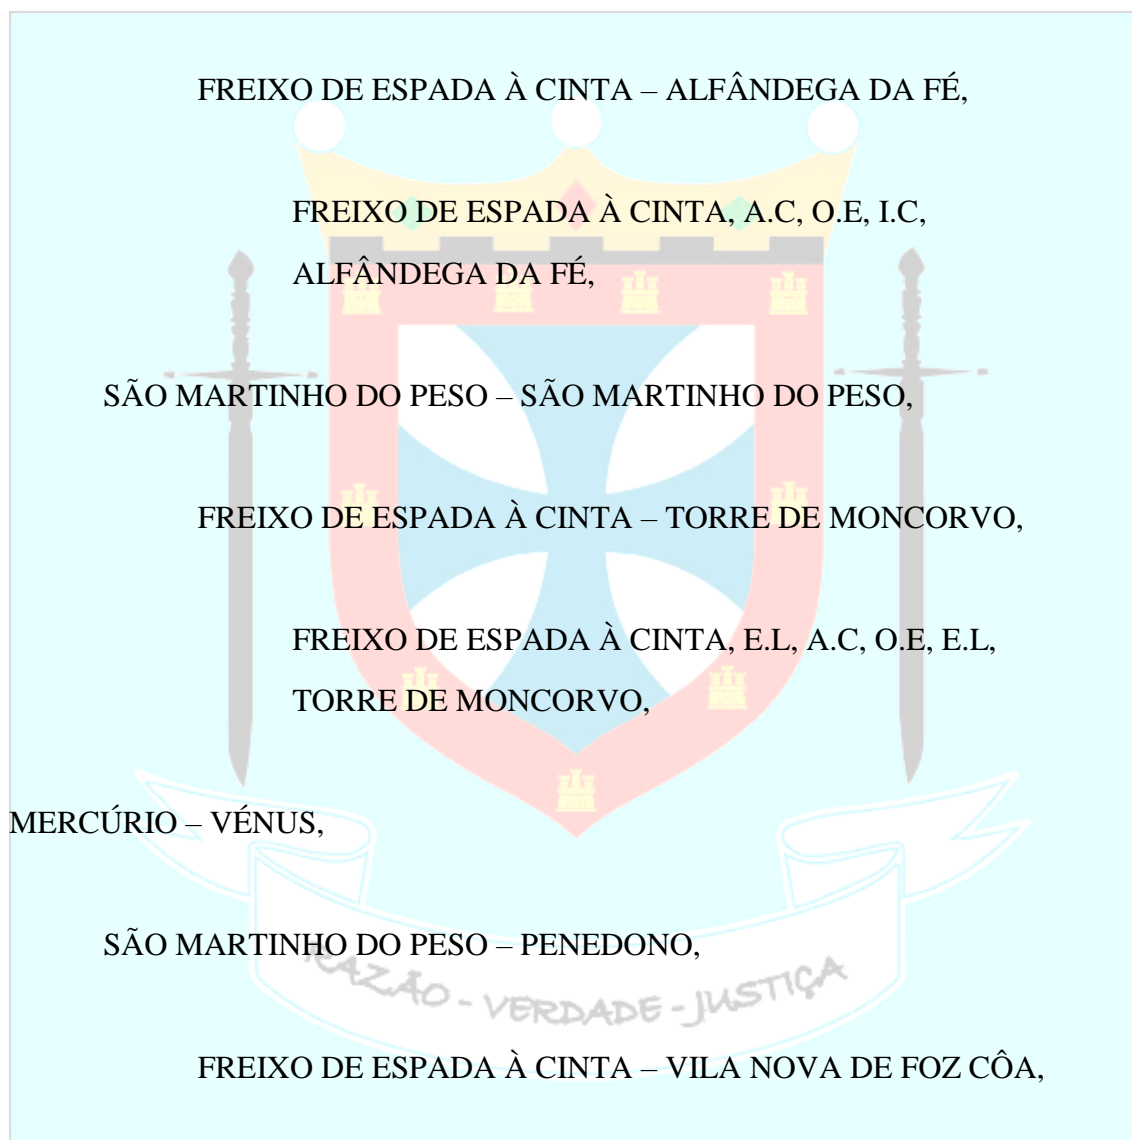 FREIXO DE ESPADA À CINTA – ALFÂNDEGA DA FÉ,
FREIXO DE ESPADA À CINTA, A.C, O.E, I.C,
ALFÂNDEGA DA FÉ,
SÃO MARTINHO DO PESO – SÃO MARTINHO DO PESO,
FREIXO DE ESPADA À CINTA – TORRE DE MONCORVO,
FREIXO DE ESPADA À CINTA, E.L, A.C, O.E, E.L,
TORRE DE MONCORVO,
MERCÚRIO – VÉNUS,
SÃO MARTINHO DO PESO – PENEDONO,
RAZÃO - VERDADE - JUSTIÇA
FREIXO DE ESPADA À CINTA – VILA NOVA DE FOZ CÔA,